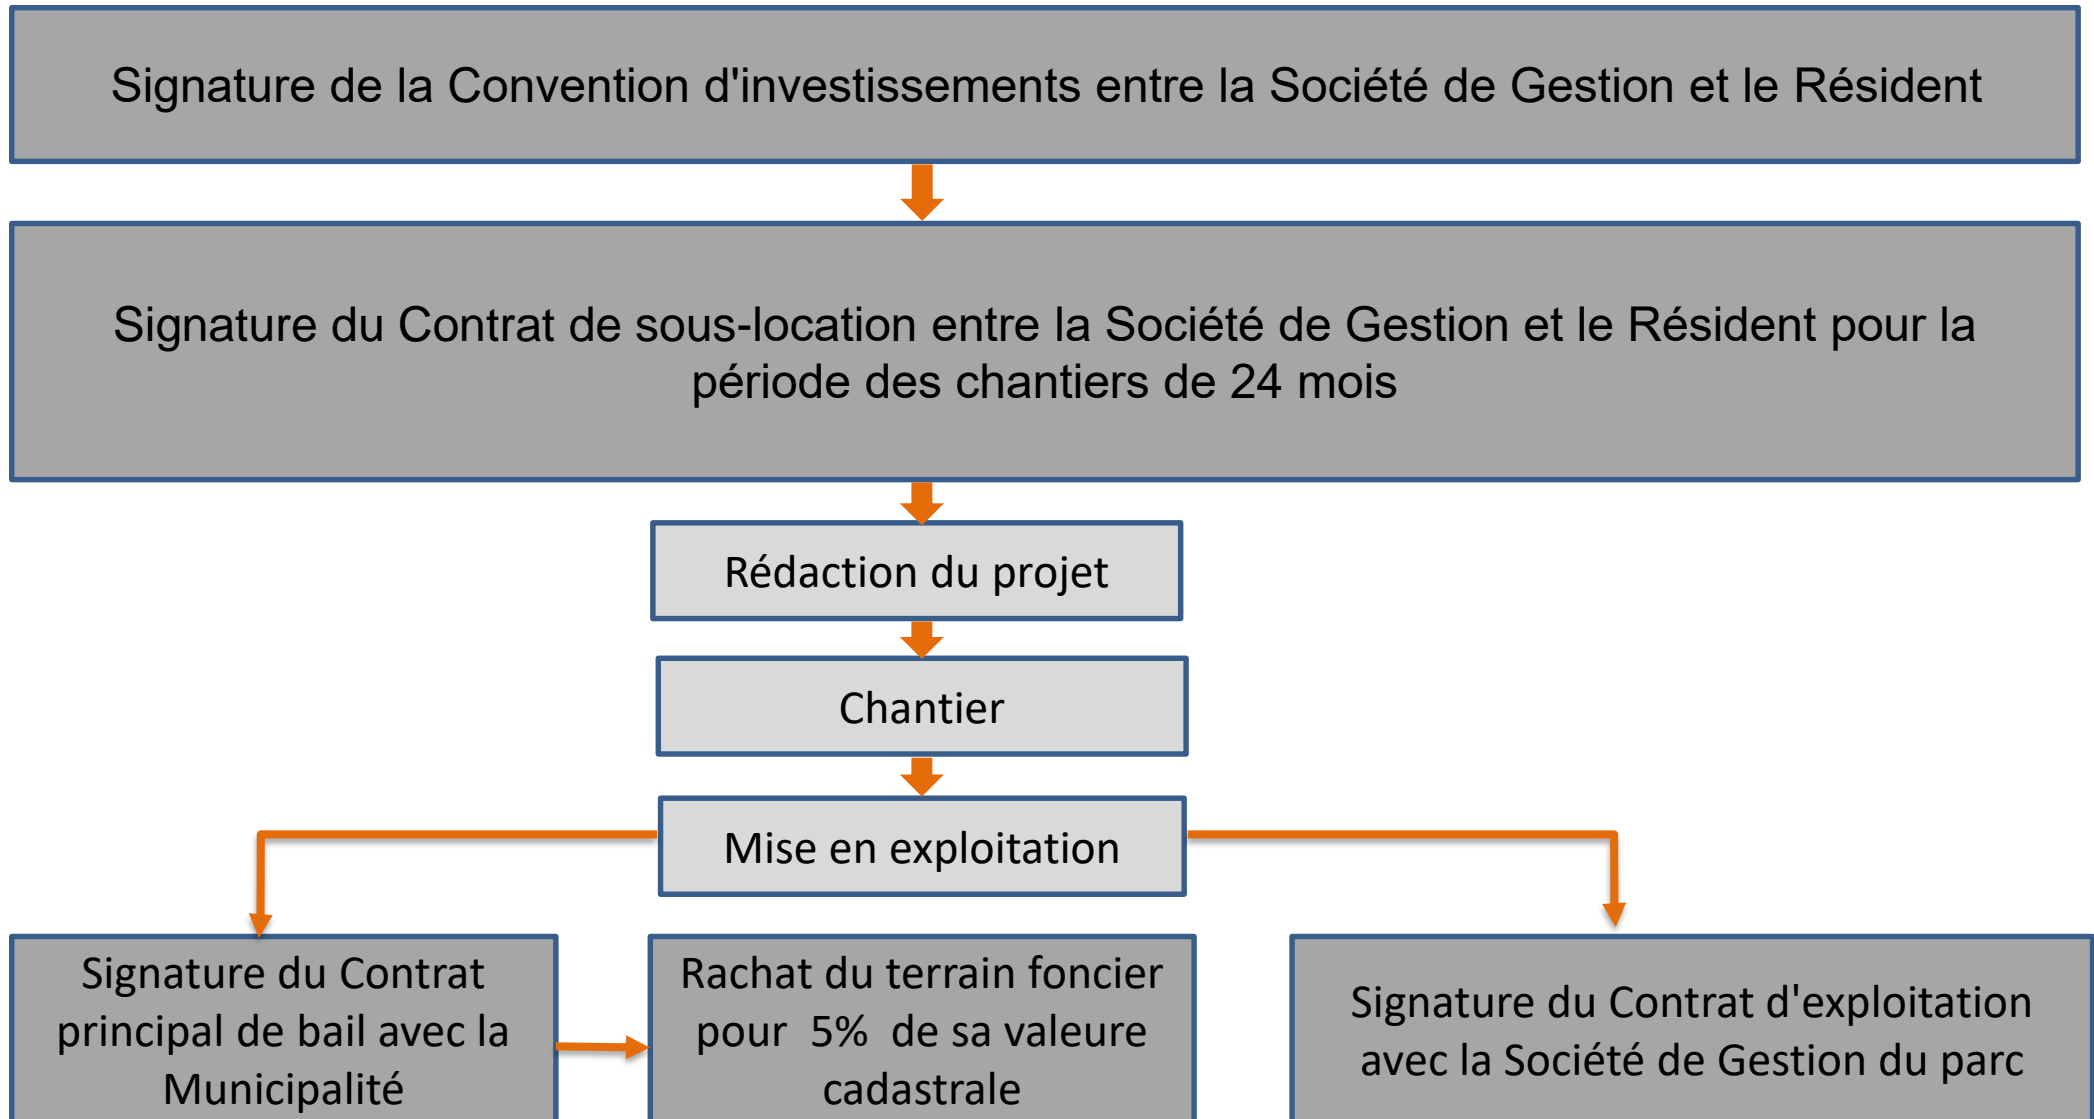 Signature de la Convention d'investissements entre la Société de Gestion et le Résident
Signature du Contrat de sous-location entre la Société de Gestion et le Résident pour la
période des chantiers de 24 mois
Rédaction du projet
Chantier
Mise en exploitation
Signature du Contrat
principal de bail avec la
Municipalité
Rachat du terrain foncier
pour 5% de sa valeure
cadastrale
Signature du Contrat d'exploitation
avec la Société de Gestion du parc